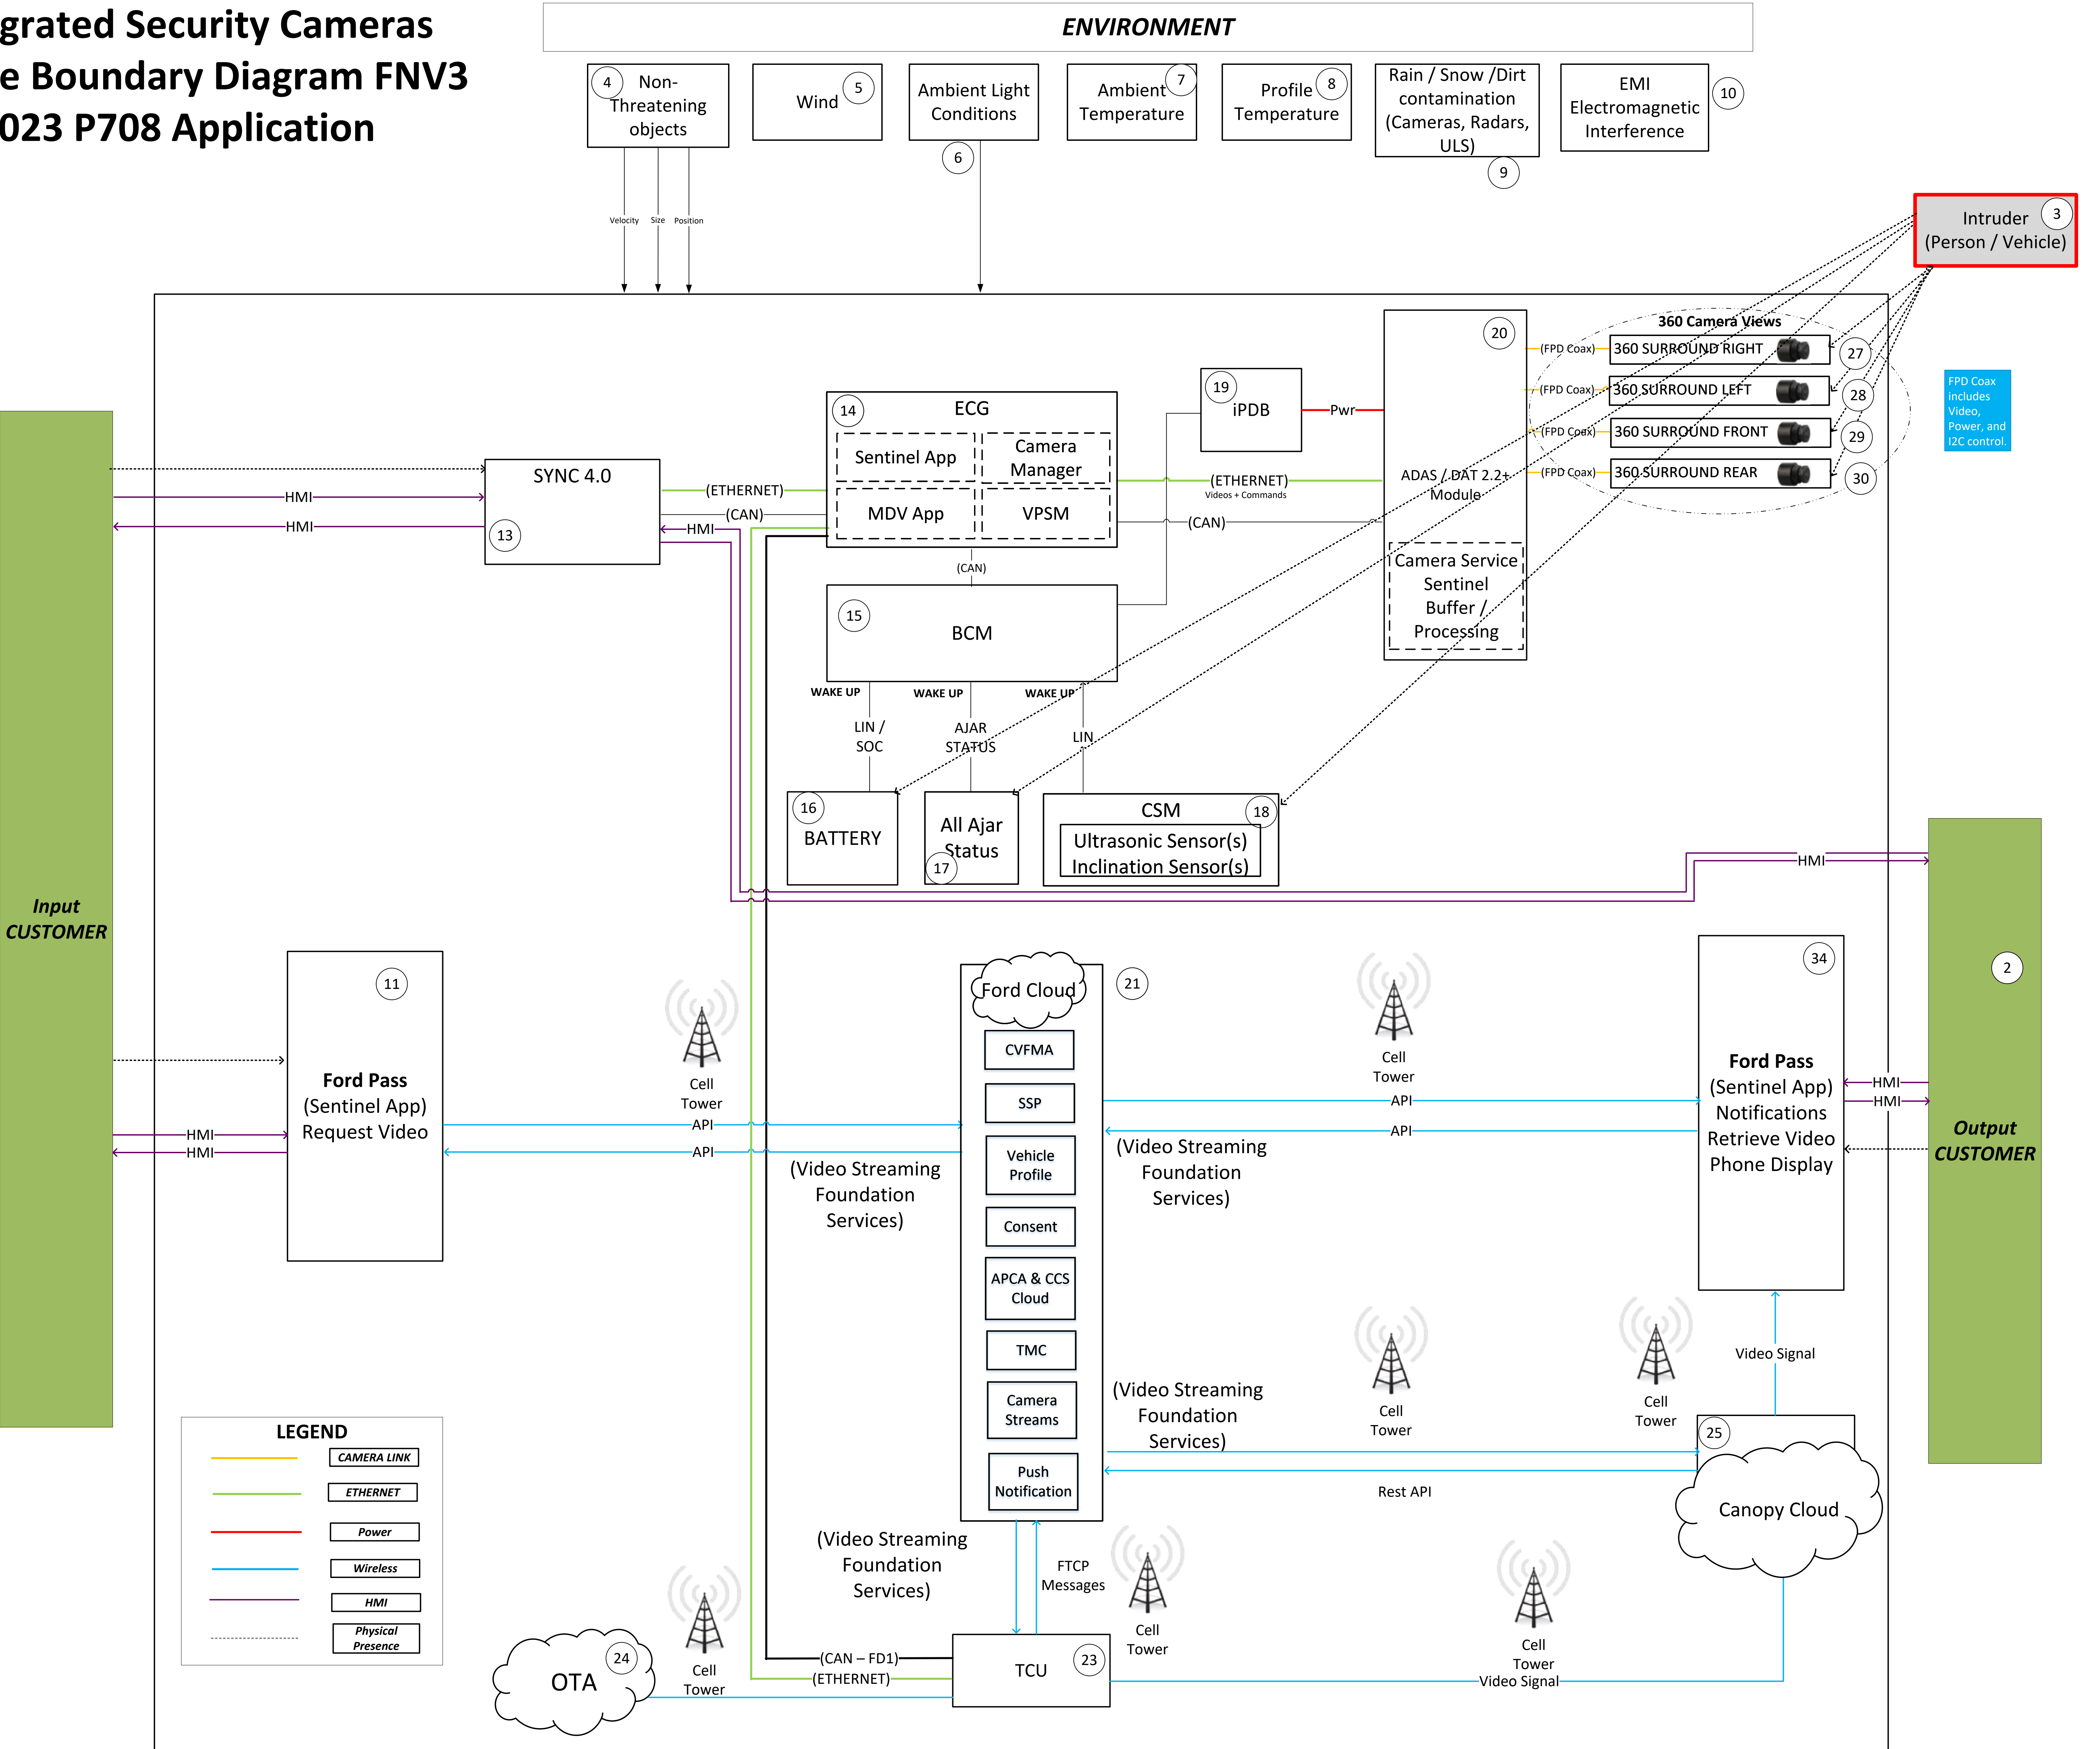 grated Security Cameras
e Boundary Diagram FNV3
023 P708 Application
ENVIRONMENT
4
Non-
Threatening
objects
Wind
5
Ambient Light
Conditions
6
Ambient
Temperature
7
Profile
Temperature
8
Rain / Snow /Dirt
contamination
(Cameras, Radars,
ULS)
9
EMI
Electromagnetic
Interference
10
Velocity
Size
Position
Intruder
(Person / Vehicle)
3
360 Camera Views
20
ADAS / DAT 2.2+
Module
Camera Service
Sentinel
Buffer /
Processing
(FPD Coax)
360 SURROUND RIGHT
27
(FPD Coax)
360 SURROUND LEFT
28
(FPD Coax)
360 SURROUND FRONT
29
(FPD Coax)
360 SURROUND REAR
30
FPD Coax
includes
Video,
Power, and
I2C control.
19
iPDB
Pwr
14
ECG
Sentinel App
Camera
Manager
MDV App
VPSM
(ETHERNET)
Videos + Commands
(CAN)
SYNC 4.0
13
(ETHERNET)
(CAN)
HMI
HMI
HMI
(CAN)
15
BCM
WAKE UP
WAKE UP
WAKE UP
LIN /
SOC
AJAR
STATUS
LIN
16
BATTERY
All Ajar
Status
17
CSM
18
Ultrasonic Sensor(s)
Inclination Sensor(s)
HMI
Input
CUSTOMER
2
Output
CUSTOMER
11
Ford Pass
(Sentinel App)
Request Video
HMI
HMI
Cell
Tower
API
API
(Video Streaming
Foundation
Services)
Ford Cloud
21
CVFMA
SSP
Vehicle
Profile
Consent
APCA & CCS
Cloud
TMC
Camera
Streams
Push
Notification
Cell
Tower
API
API
(Video Streaming
Foundation
Services)
34
Ford Pass
(Sentinel App)
Notifications
Retrieve Video
Phone Display
HMI
HMI
Video Signal
(Video Streaming
Foundation
Services)
Cell
Tower
Cell
Tower
Rest API
25
Canopy Cloud
(Video Streaming
Foundation
Services)
FTCP
Messages
Cell
Tower
Cell
Tower
Video Signal
TCU
23
(CAN – FD1)
(ETHERNET)
Cell
Tower
OTA
24
LEGEND
CAMERA LINK
ETHERNET
Power
Wireless
HMI
Physical
Presence